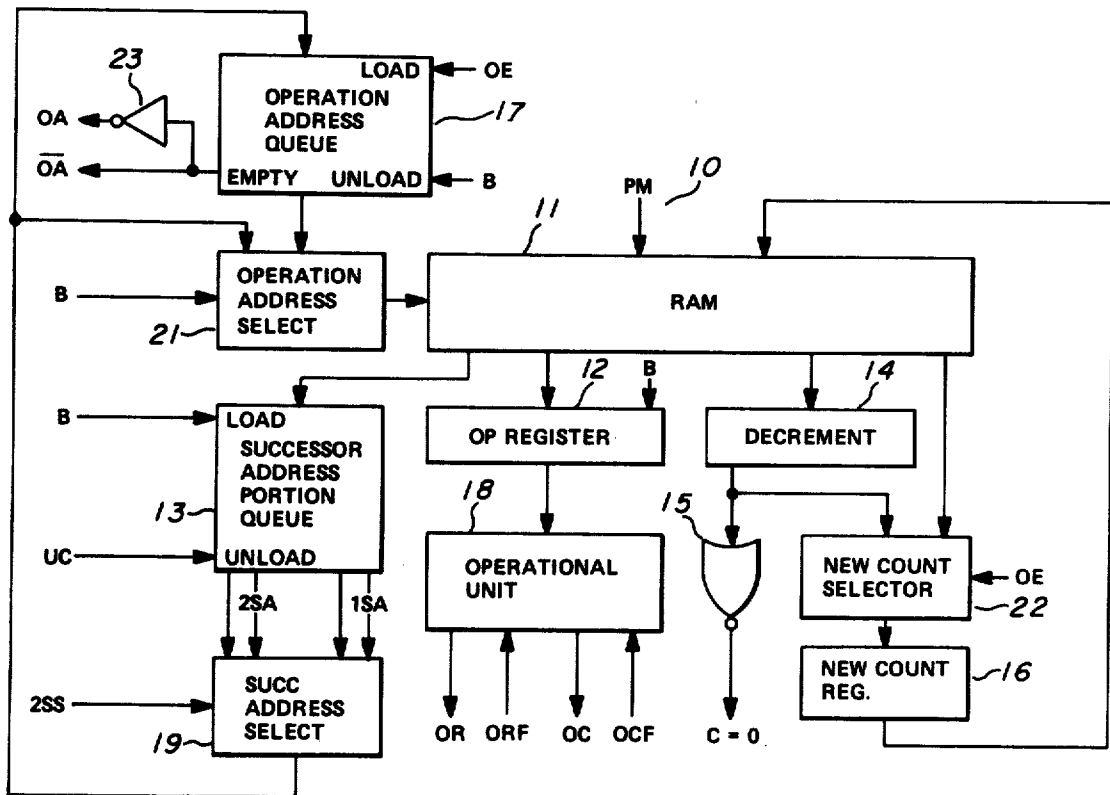 23
LOAD
OE
OPERATION
ADDRESS
QUEUE
17
OA
O̅A̅
EMPTY
UNLOAD
B
PM
10
11
OPERATION
ADDRESS
SELECT
B
21
RAM
12
B
14
B
LOAD
SUCCESSOR
ADDRESS
PORTION
QUEUE
13
UC
UNLOAD
OP REGISTER
DECREMENT
18
15
OPERATIONAL
UNIT
NEW COUNT
SELECTOR
OE
22
2SA
1SA
NEW COUNT
REG.
16
2SS
SUCC
ADDRESS
SELECT
19
OR
ORF
OC
OCF
C = 0